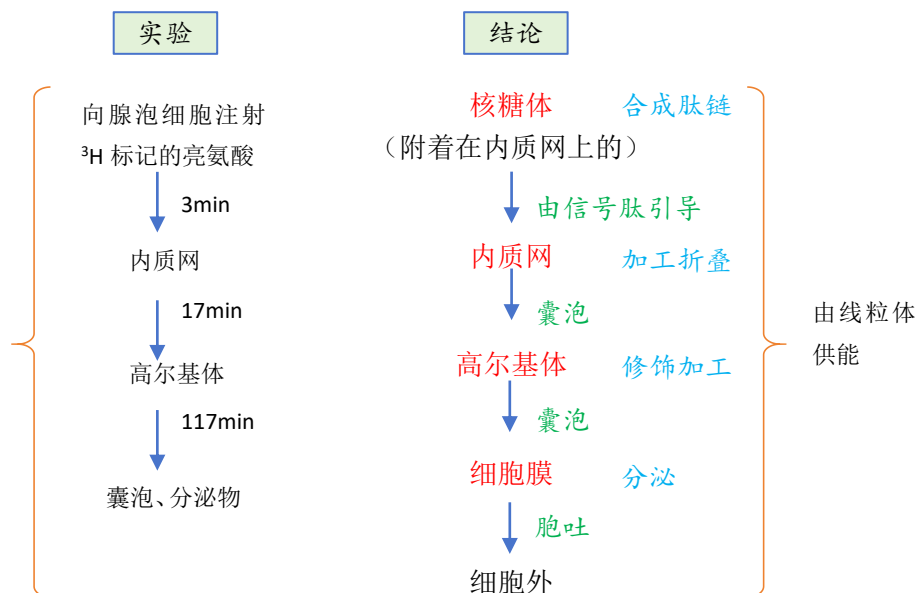 实验
向腺泡细胞注射
³H 标记的亮氨酸
3min
内质网
17min
高尔基体
117min
囊泡、分泌物
结论
核糖体 合成肽链
（附着在内质网上的）
由信号肽引导
内质网 加工折叠
囊泡
高尔基体 修饰加工
囊泡
细胞膜 分泌
胞吐
细胞外
由线粒体
供能